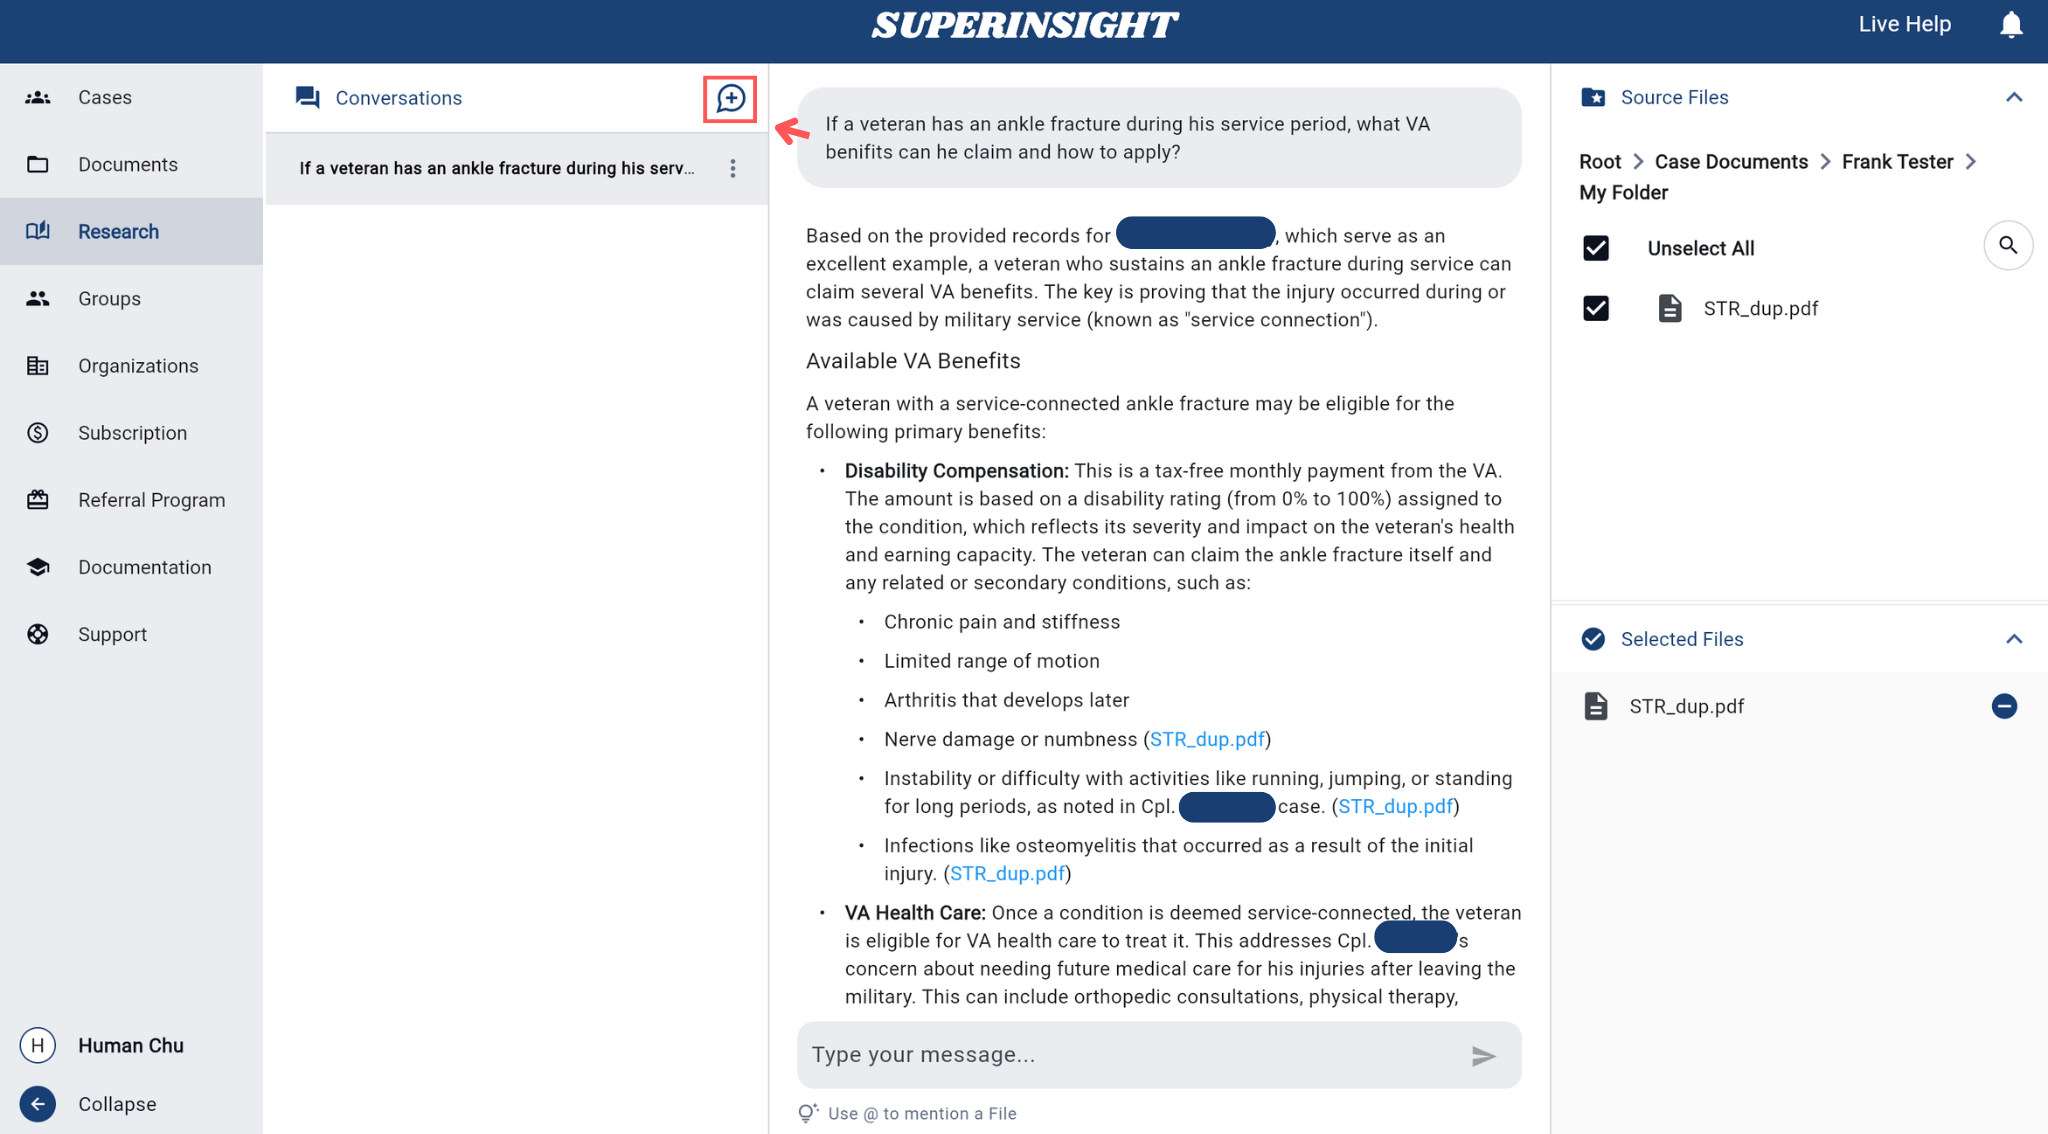 SUPERINSIGHT
Live Help
Cases
Documents
Research
Groups
Organizations
Subscription
Referral Program
Documentation
Support
H Human Chu
Collapse
Conversations
If a veteran has an ankle fracture during his serv...
If a veteran has an ankle fracture during his service period, what VA
benifits can he claim and how to apply?
Based on the provided records for , which serve as an
excellent example, a veteran who sustains an ankle fracture during service can
claim several VA benefits. The key is proving that the injury occurred during or
was caused by military service (known as "service connection").
Available VA Benefits
A veteran with a service-connected ankle fracture may be eligible for the
following primary benefits:
• Disability Compensation: This is a tax-free monthly payment from the VA.
The amount is based on a disability rating (from 0% to 100%) assigned to
the condition, which reflects its severity and impact on the veteran's health
and earning capacity. The veteran can claim the ankle fracture itself and
any related or secondary conditions, such as:
• Chronic pain and stiffness
• Limited range of motion
• Arthritis that develops later
• Nerve damage or numbness (STR_dup.pdf)
• Instability or difficulty with activities like running, jumping, or standing
for long periods, as noted in Cpl. case. (STR_dup.pdf)
• Infections like osteomyelitis that occurred as a result of the initial
injury. (STR_dup.pdf)
• VA Health Care: Once a condition is deemed service-connected, the veteran
is eligible for VA health care to treat it. This addresses Cpl. 's
concern about needing future medical care for his injuries after leaving the
military. This can include orthopedic consultations, physical therapy,
Type your message...
Use @ to mention a File
Source Files
Root > Case Documents > Frank Tester >
My Folder
Unselect All
STR_dup.pdf
Selected Files
STR_dup.pdf